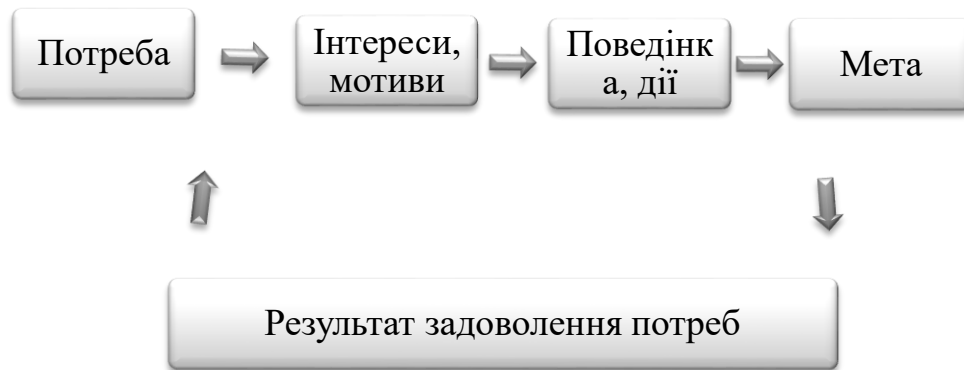 Потреба
Інтереси,
мотиви
Поведінк
а, дії
Мета
Результат задоволення потреб